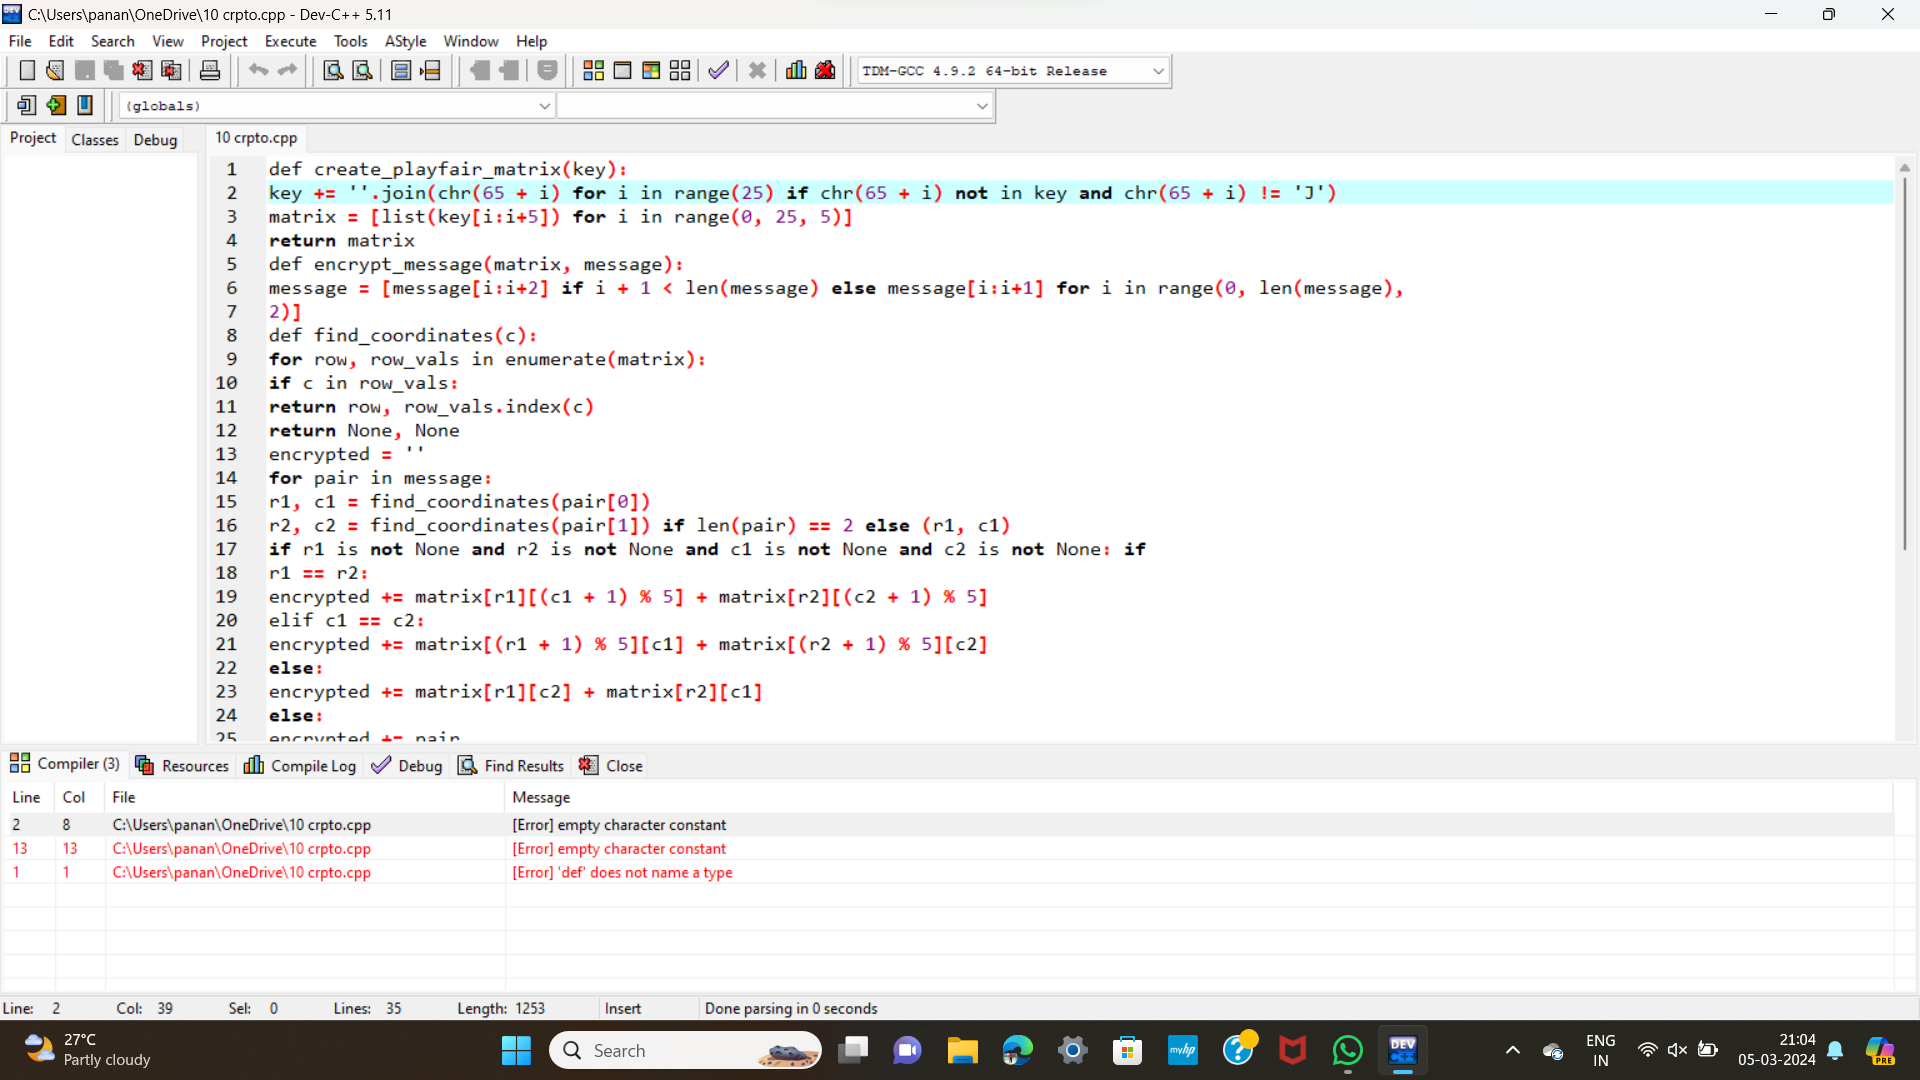 C:\Users\panan\OneDrive\10 crpto.cpp - Dev-C++ 5.11
File Edit Search View Project Execute Tools AStyle Window Help
TDM-GCC 4.9.2 64-bit Release
(globals)
Project Classes Debug 10 crpto.cpp
1 def create_playfair_matrix(key):
2 key += ''.join(chr(65 + i) for i in range(25) if chr(65 + i) not in key and chr(65 + i) != 'J')
3 matrix = [list(key[i:i+5]) for i in range(0, 25, 5)]
4 return matrix
5 def encrypt_message(matrix, message):
6 message = [message[i:i+2] if i + 1 < len(message) else message[i:i+1] for i in range(0, len(message),
7 2)]
8 def find_coordinates(c):
9 for row, row_vals in enumerate(matrix):
10 if c in row_vals:
11 return row, row_vals.index(c)
12 return None, None
13 encrypted = ''
14 for pair in message:
15 r1, c1 = find_coordinates(pair[0])
16 r2, c2 = find_coordinates(pair[1]) if len(pair) == 2 else (r1, c1)
17 if r1 is not None and r2 is not None and c1 is not None and c2 is not None: if
18 r1 == r2:
19 encrypted += matrix[r1][(c1 + 1) % 5] + matrix[r2][(c2 + 1) % 5]
20 elif c1 == c2:
21 encrypted += matrix[(r1 + 1) % 5][c1] + matrix[(r2 + 1) % 5][c2]
22 else:
23 encrypted += matrix[r1][c2] + matrix[r2][c1]
24 else:
25 encrypted += pair
Compiler (3) Resources Compile Log Debug Find Results Close
Line Col File Message
2 8 C:\Users\panan\OneDrive\10 crpto.cpp [Error] empty character constant
13 13 C:\Users\panan\OneDrive\10 crpto.cpp [Error] empty character constant
1 1 C:\Users\panan\OneDrive\10 crpto.cpp [Error] 'def' does not name a type
Line: 2 Col: 39 Sel: 0 Lines: 35 Length: 1253 Insert Done parsing in 0 seconds
27°C
Partly cloudy
Search
myhp
DEV
C++
ENG
IN
21:04
05-03-2024
PRE